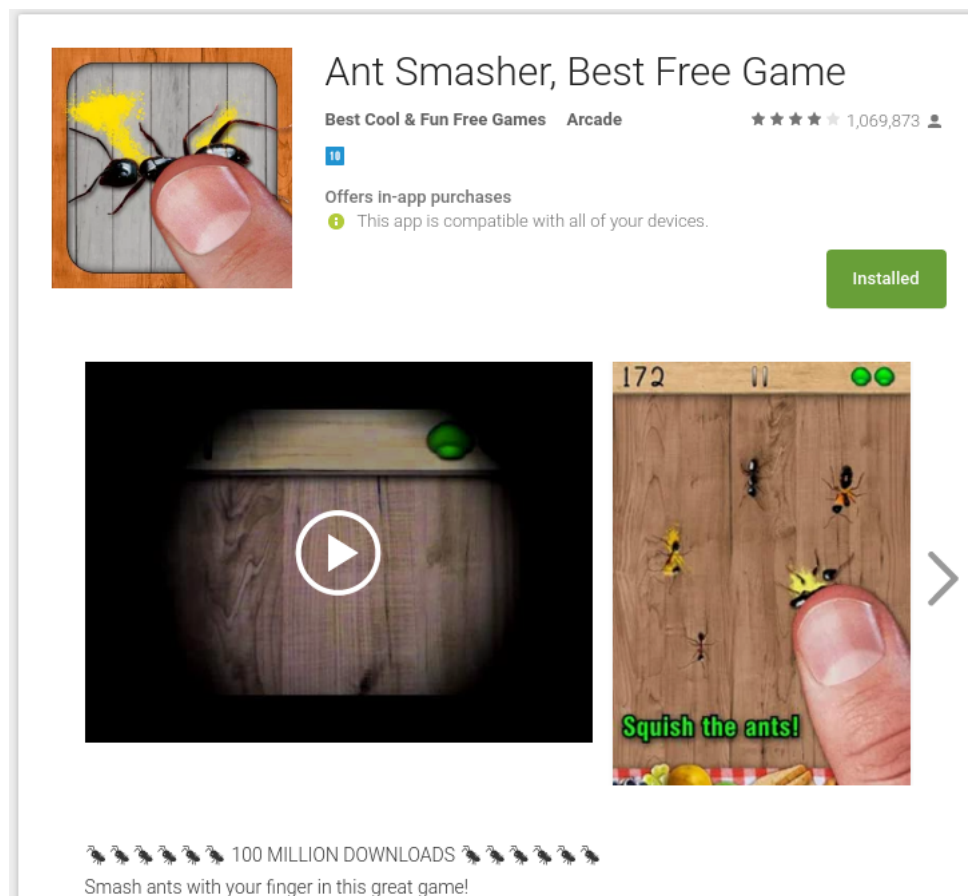 Ant Smasher, Best Free Game
Best Cool & Fun Free Games Arcade 1,069,873
10
Offers in-app purchases
This app is compatible with all of your devices.
Installed
172
Squish the ants!
100 MILLION DOWNLOADS
Smash ants with your finger in this great game!